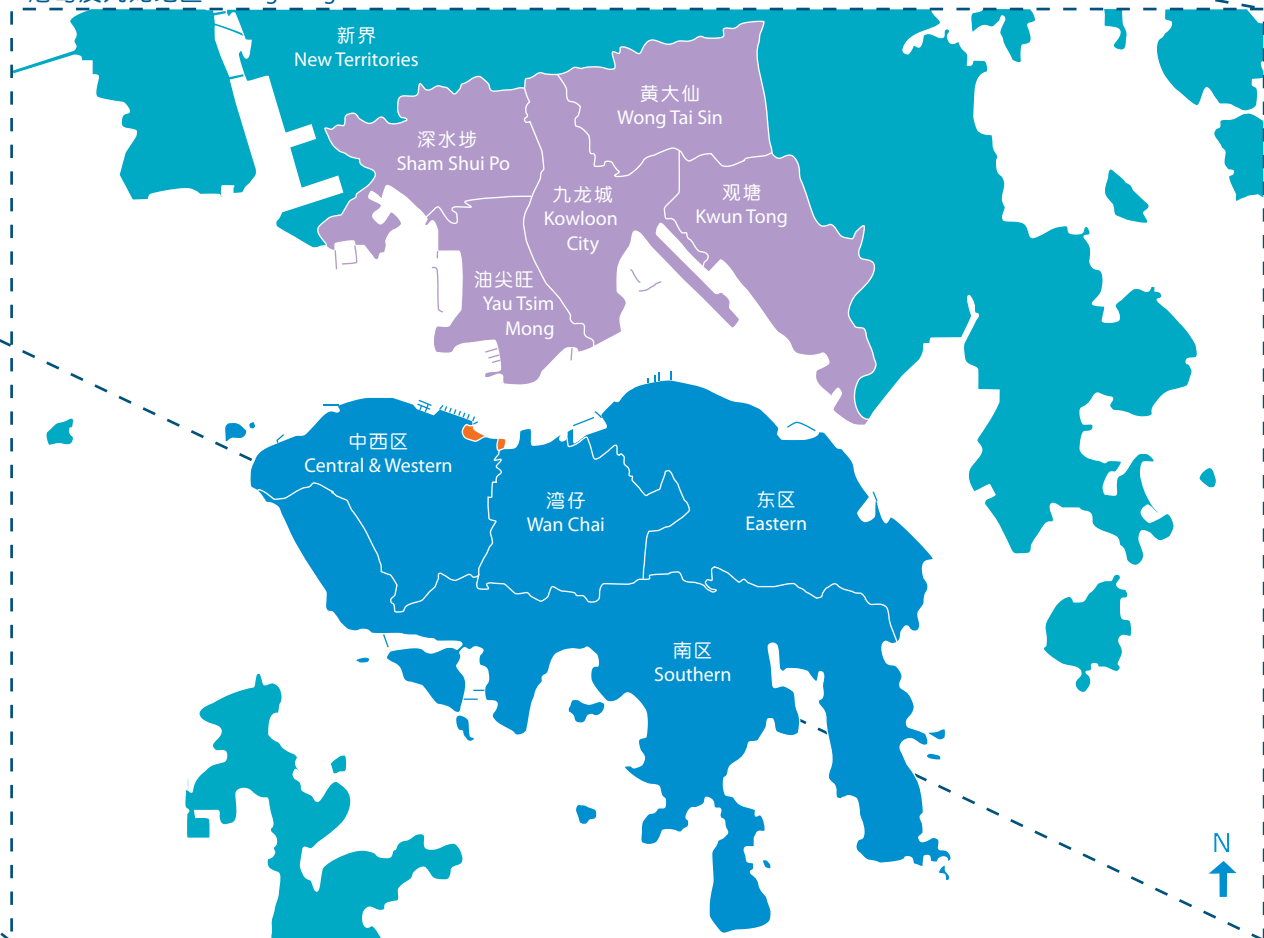 新界
New Territories
黄大仙
Wong Tai Sin
深水埗
Sham Shui Po
九龙城
Kowloon
City
观塘
Kwun Tong
油尖旺
Yau Tsim
Mong
中西区
Central & Western
湾仔
Wan Chai
东区
Eastern
南区
Southern
N